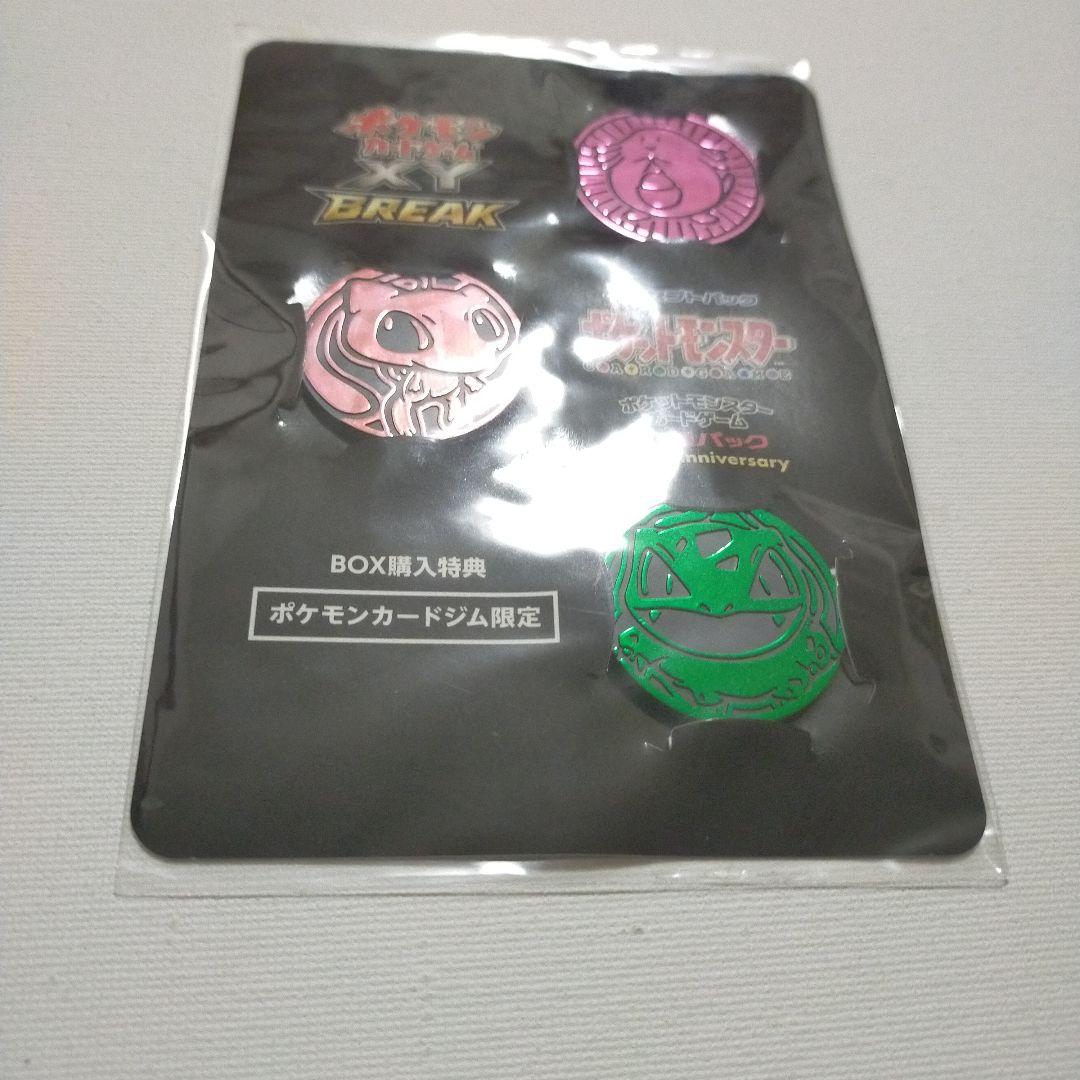 ポケモン
カードゲーム
XY
BREAK
ポケットモンスター
ポケットモンスター
カードゲーム
パック
nniversary
BOX購入特典
ポケモンカードジム限定